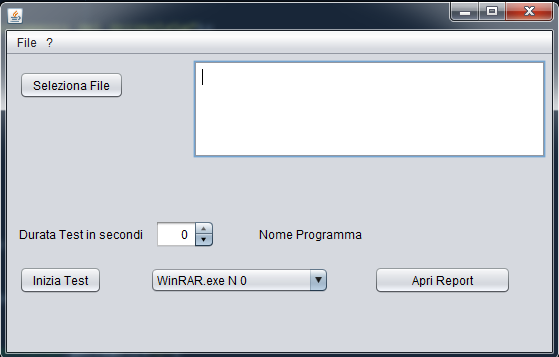 File ?
Seleziona File
Durata Test in secondi 0 Nome Programma
Inizia Test WinRAR.exe N 0 Apri Report